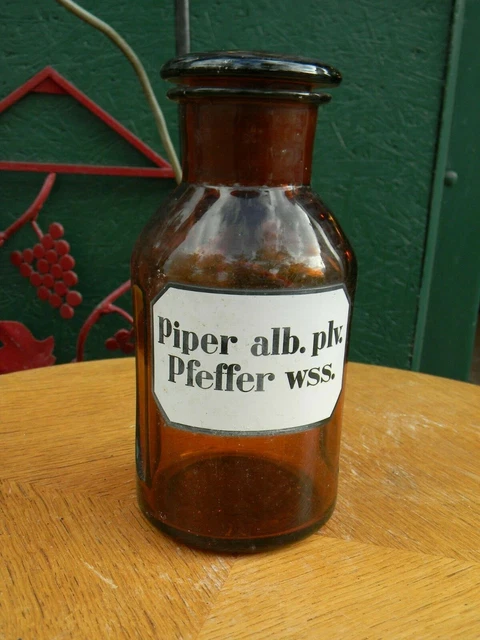 Piper alb. plv.
Pfeffer wss.